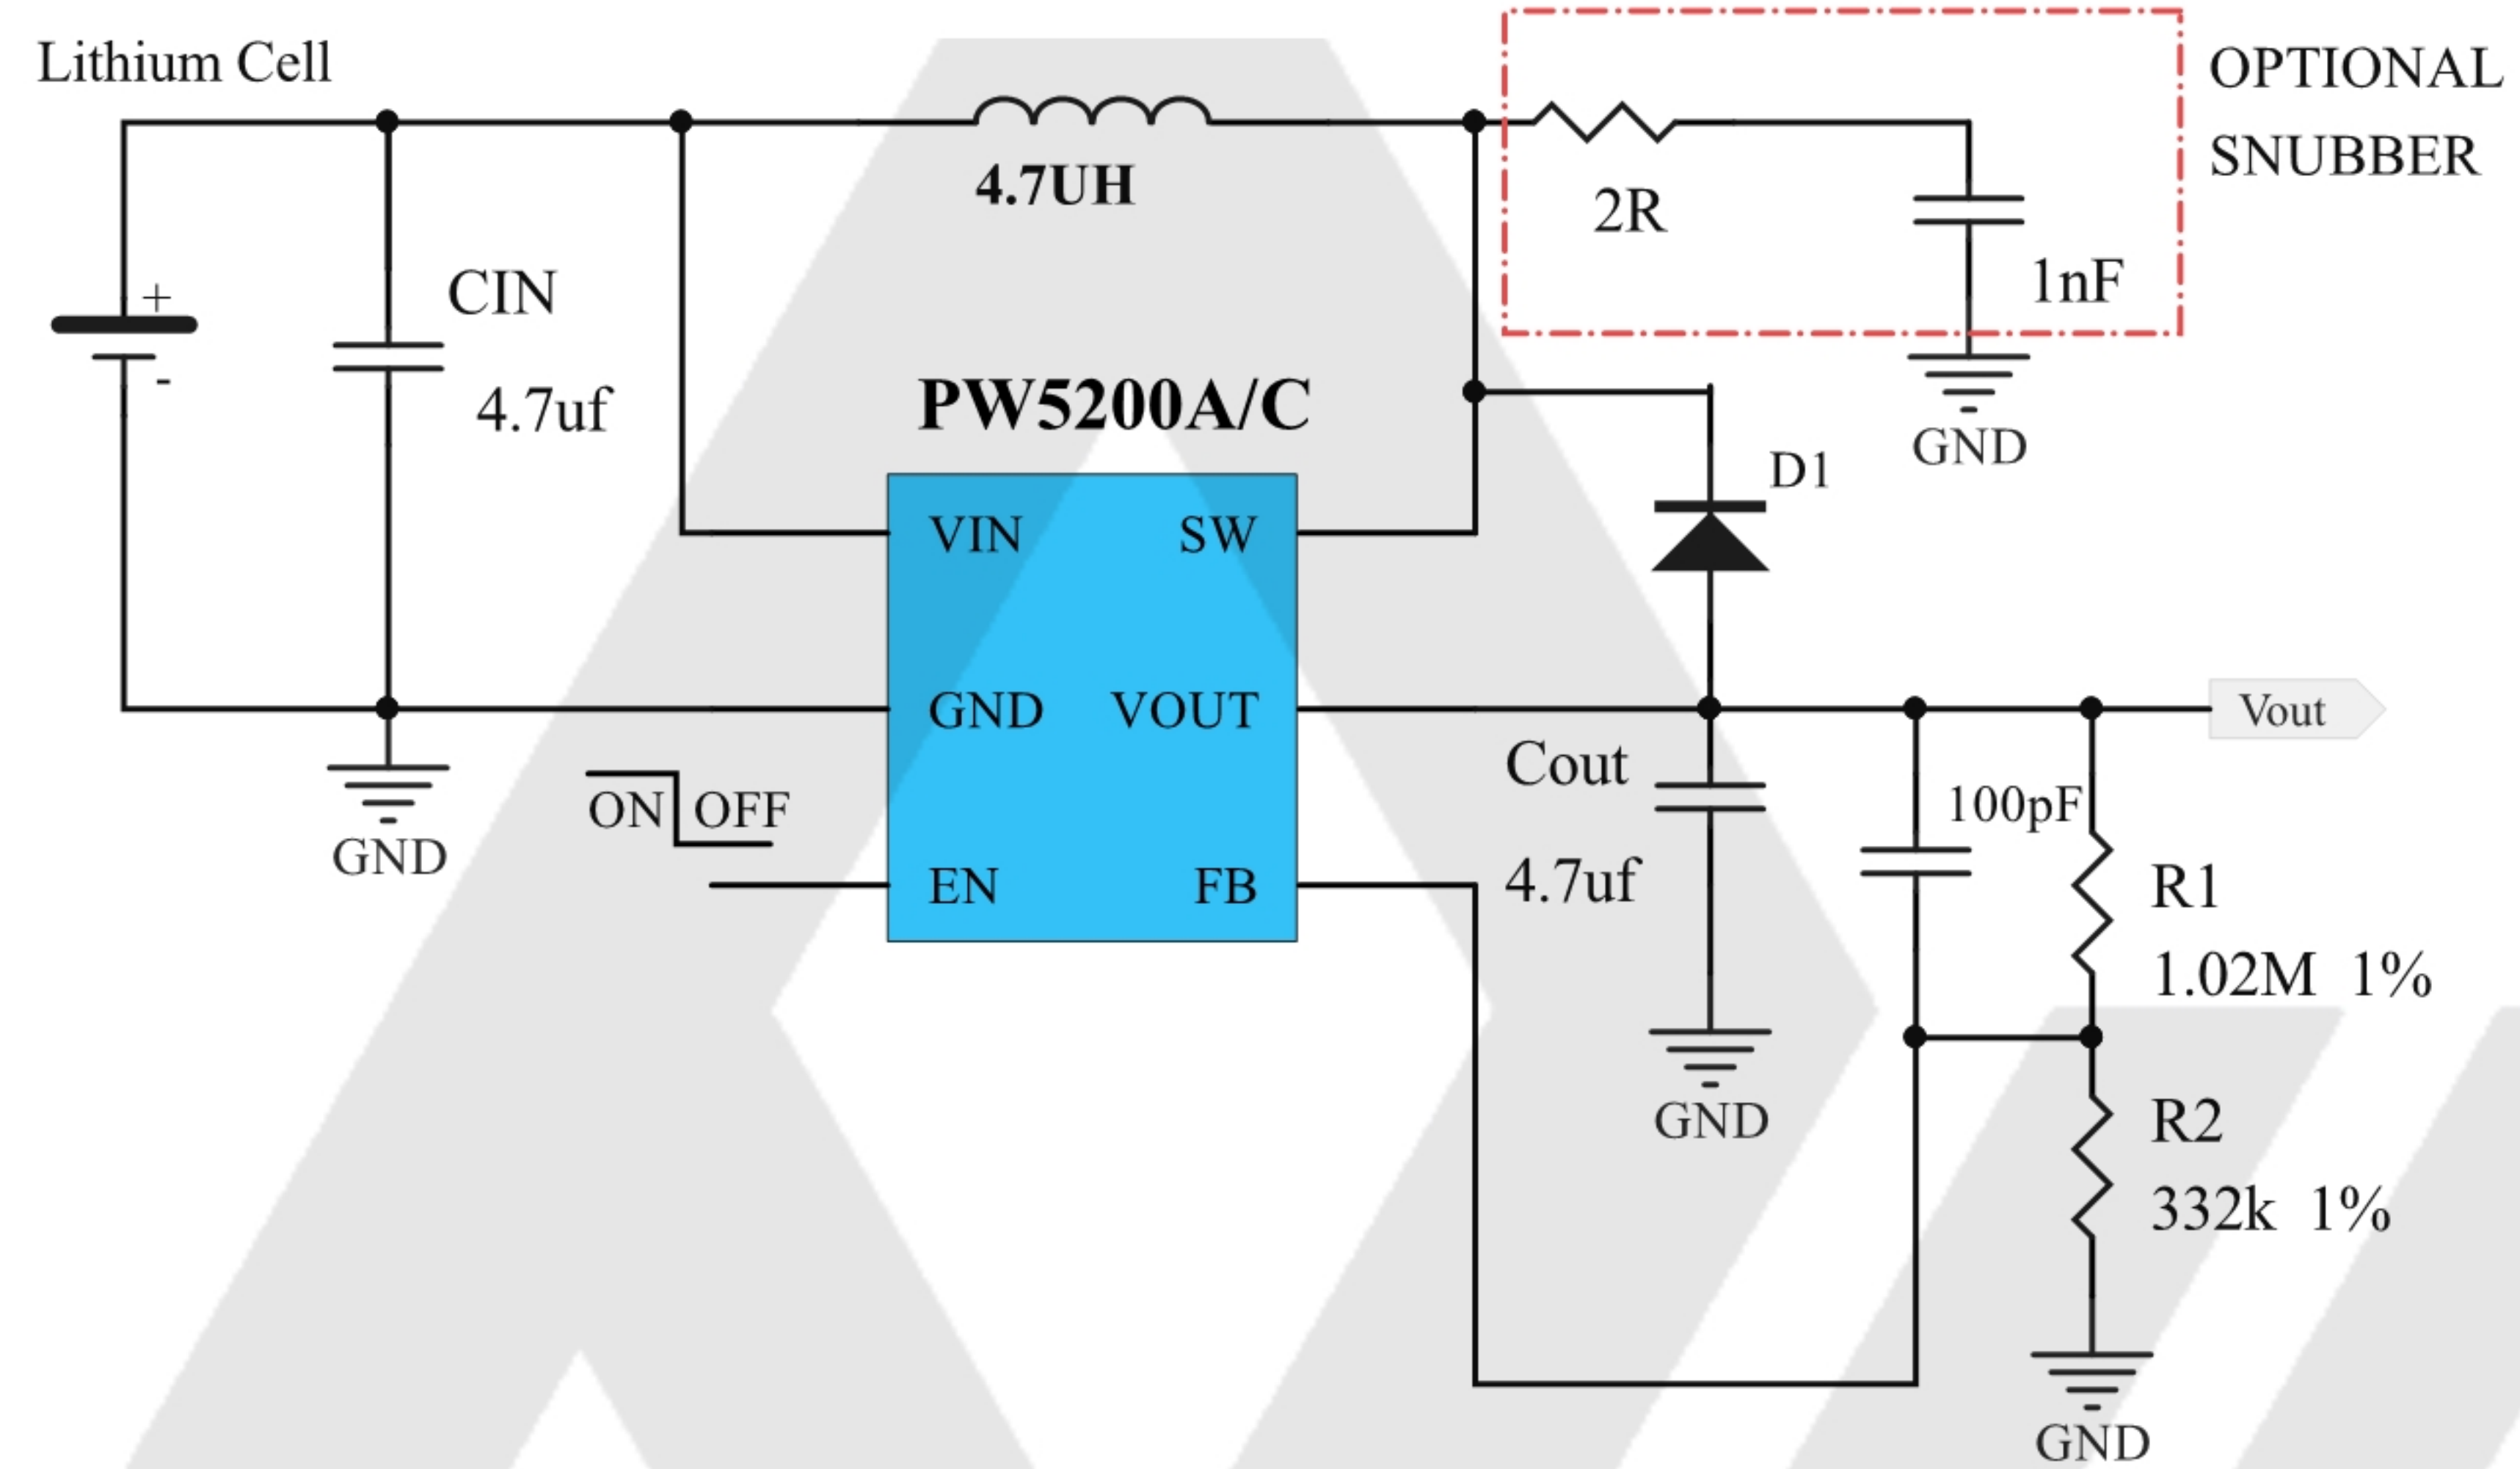 Lithium Cell
OPTIONAL
SNUBBER
4.7UH
2R
1nF
CIN
+
-
4.7uf
PW5200A/C
GND
D1
VIN
SW
GND
VOUT
Vout
Cout
ON
OFF
100pF
GND
EN
FB
4.7uf
R1
1.02M 1%
GND
R2
332k 1%
GND